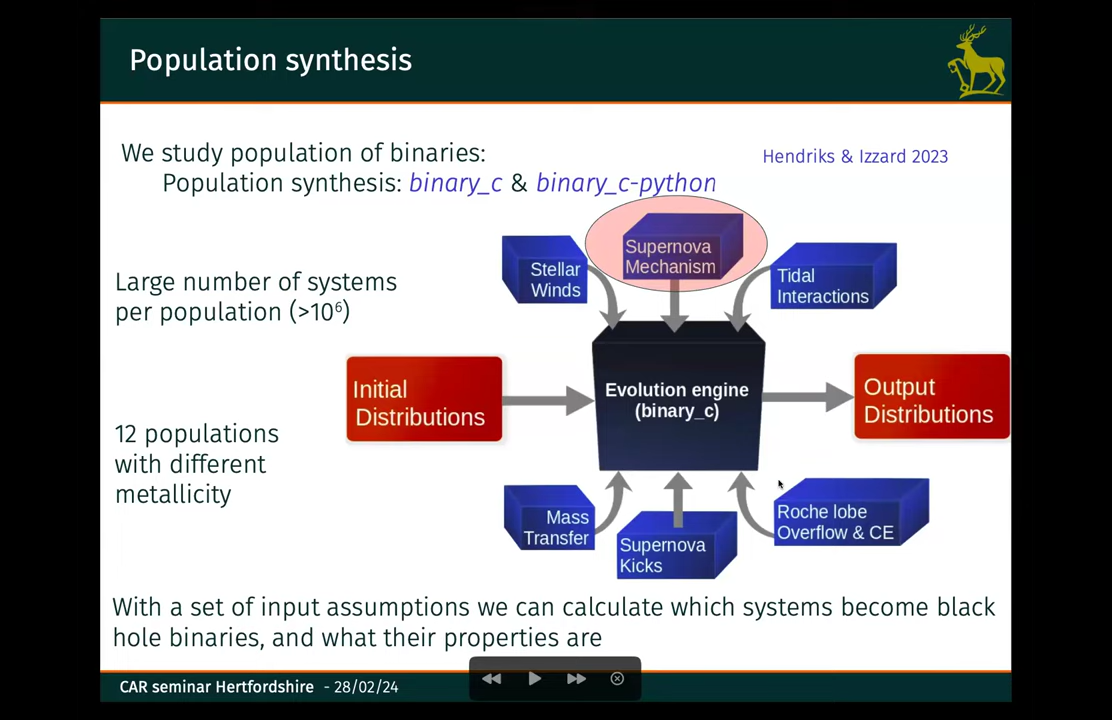 Population synthesis
We study population of binaries:
Hendriks & Izzard 2023
Population synthesis: binary_c & binary_c-python
Supernova
Mechanism
Stellar
Winds
Tidal
Interactions
Large number of systems
per population (>10⁶)
Initial
Distributions
Evolution engine
(binary_c)
Output
Distributions
12 populations
with different
metallicity
Mass
Transfer
Supernova
Kicks
Roche lobe
Overflow & CE
With a set of input assumptions we can calculate which systems become black
hole binaries, and what their properties are
CAR seminar Hertfordshire - 28/02/24